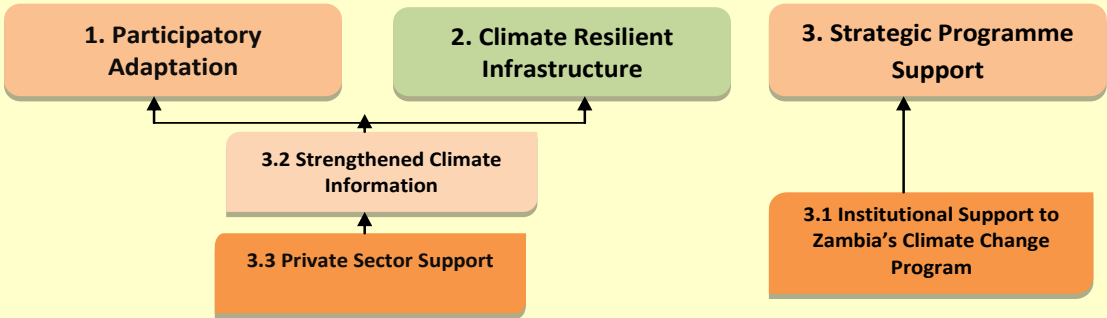 1. Participatory
Adaptation
2. Climate Resilient
Infrastructure
3. Strategic Programme
Support
3.2 Strengthened Climate
Information
3.3 Private Sector Support
3.1 Institutional Support to
Zambia's Climate Change
Program